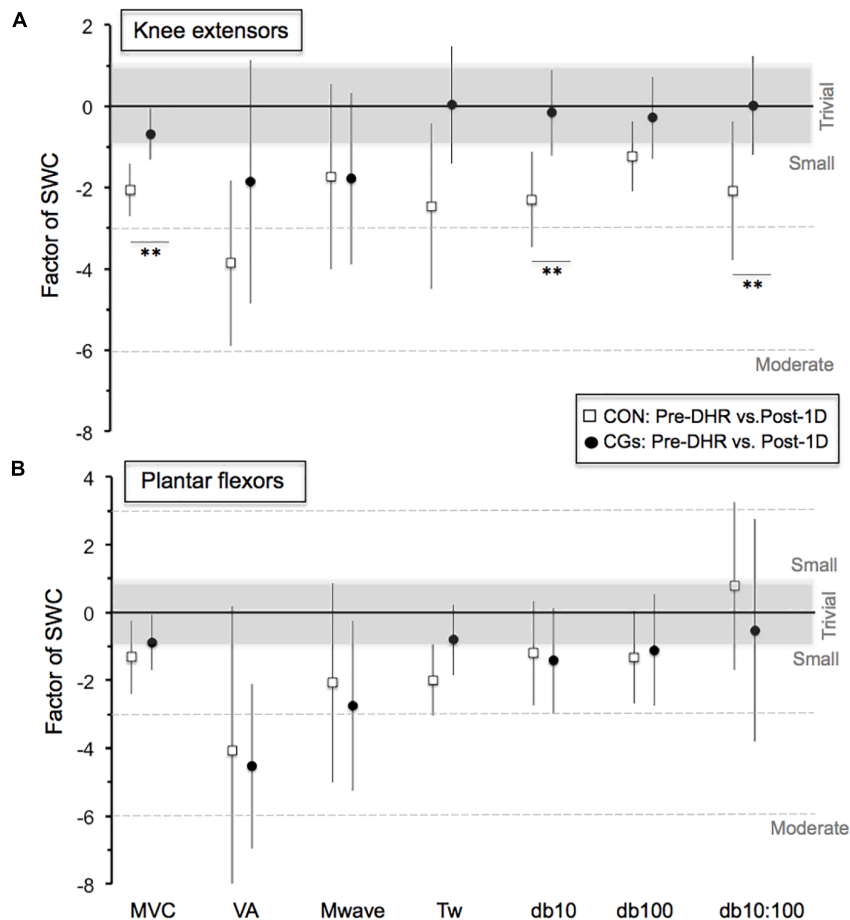 A
Knee extensors
2
0
-2
-4
-6
-8
Factor of SWC
Trivial
Small
Moderate
**
**
**
CON: Pre-DHR vs.Post-1D
CGs: Pre-DHR vs. Post-1D
B
Plantar flexors
4
2
0
-2
-4
-6
-8
Factor of SWC
Small
Trivial
Small
Moderate
MVC VA Mwave Tw db10 db100 db10:100